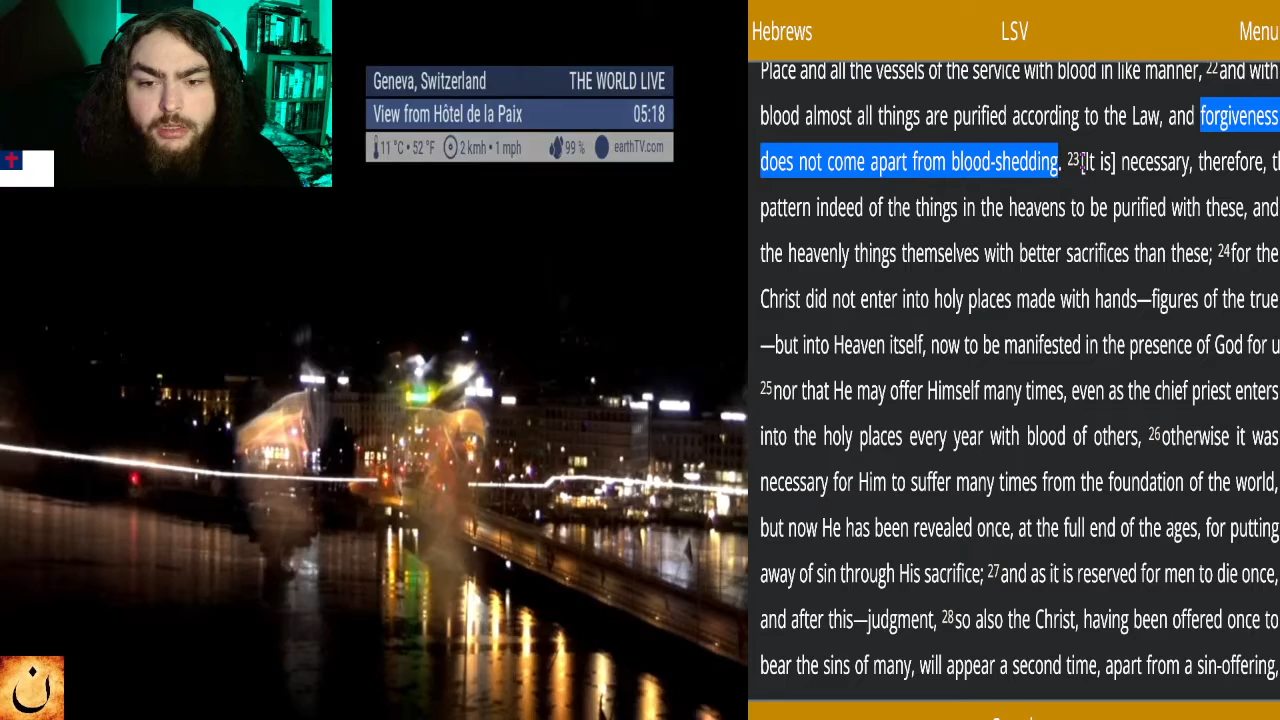 Geneva, Switzerland THE WORLD LIVE
View from Hôtel de la Paix 05:18
11 °C • 52 °F 2 kmh • 1 mph 99 % earthTV.com
ن
Hebrews LSV Menu
Place and all the vessels of the service with blood in like manner, 22and with
blood almost all things are purified according to the Law, and forgiveness
does not come apart from blood-shedding. 23[It is] necessary, therefore,
pattern indeed of the things in the heavens to be purified with these, and
the heavenly things themselves with better sacrifices than these; 24for the
Christ did not enter into holy places made with hands—figures of the true
—but into Heaven itself, now to be manifested in the presence of God for
25nor that He may offer Himself many times, even as the chief priest enters
into the holy places every year with blood of others, 26otherwise it was
necessary for Him to suffer many times from the foundation of the world,
but now He has been revealed once, at the full end of the ages, for putting
away of sin through His sacrifice; 27and as it is reserved for men to die once,
and after this—judgment, 28so also the Christ, having been offered once to
bear the sins of many, will appear a second time, apart from a sin-offering,